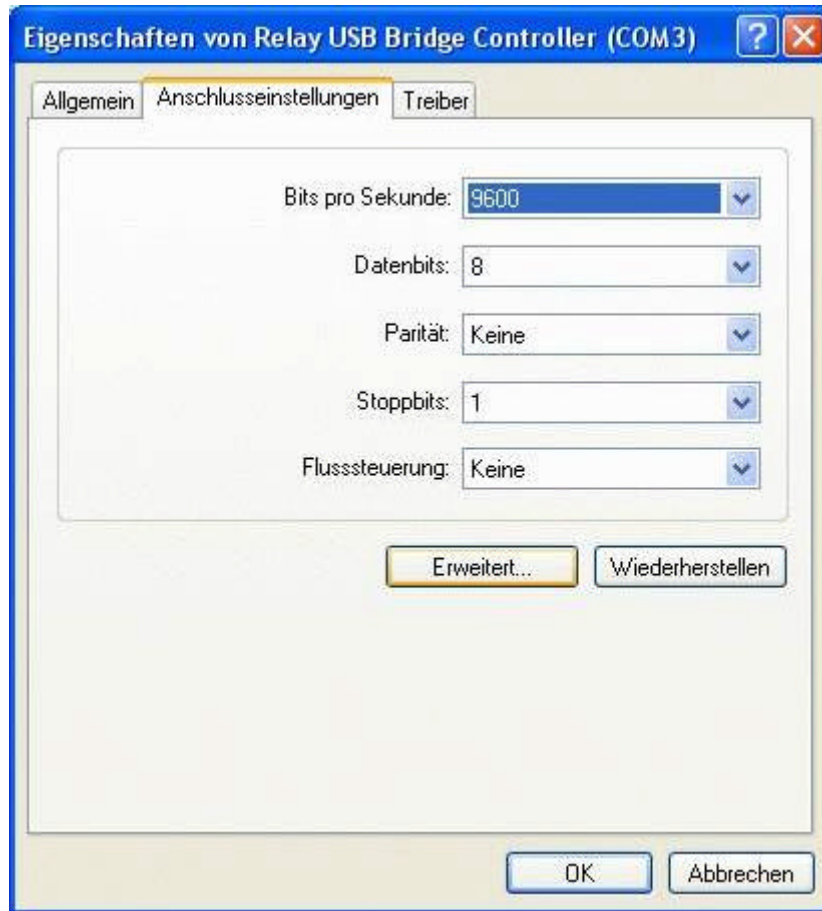 Eigenschaften von Relay USB Bridge Controller (COM3)
Allgemein Anschlusseinstellungen Treiber
Bits pro Sekunde: 9600
Datenbits: 8
Parität: Keine
Stoppbits: 1
Flusssteuerung: Keine
Erweitert... Wiederherstellen
OK Abbrechen